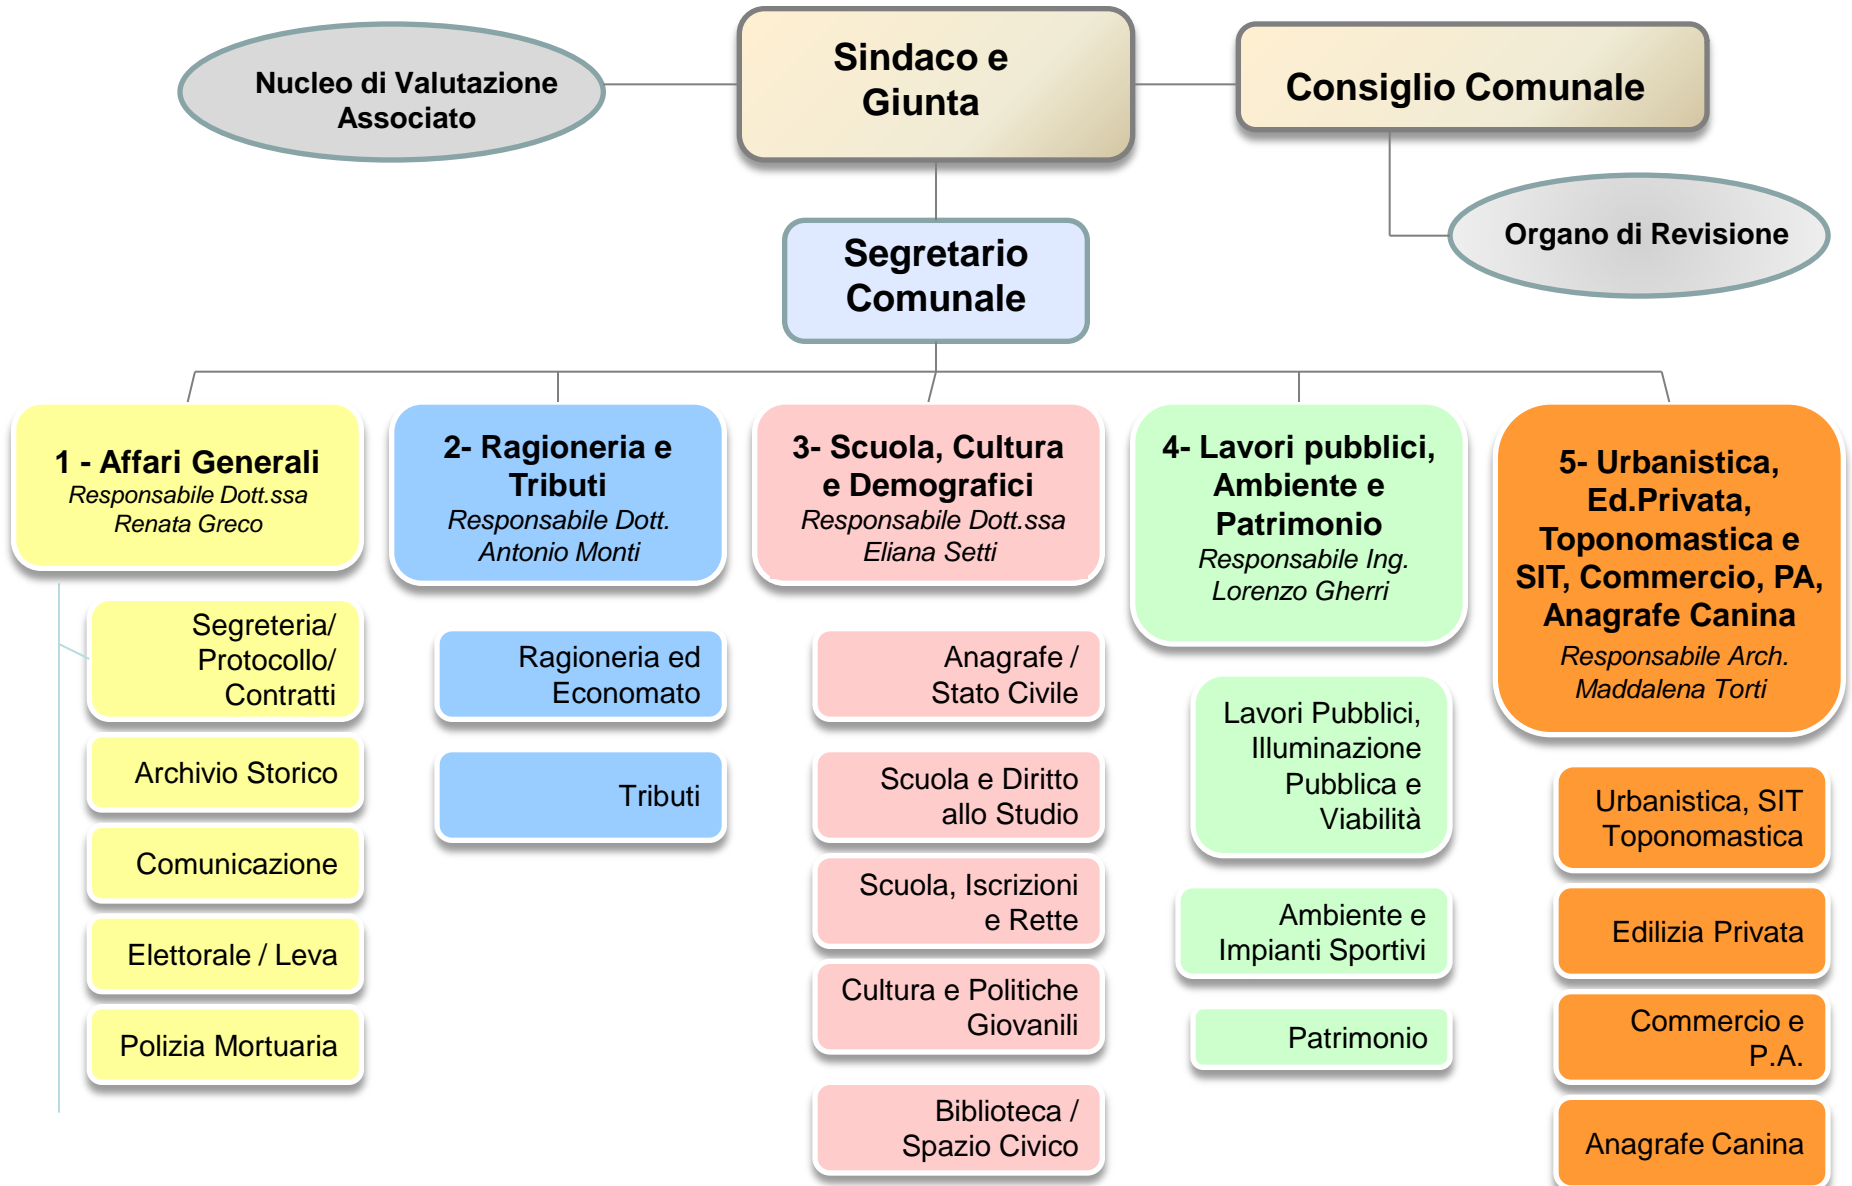 Nucleo di Valutazione
Associato
Sindaco e
Giunta
Consiglio Comunale
Organo di Revisione
Segretario
Comunale
1 - Affari Generali
Responsabile Dott.ssa
Renata Greco
Segreteria/
Protocollo/
Contratti
Archivio Storico
Comunicazione
Elettorale / Leva
Polizia Mortuaria
2- Ragioneria e
Tributi
Responsabile Dott.
Antonio Monti
Ragioneria ed
Economato
Tributi
3- Scuola, Cultura
e Demografici
Responsabile Dott.ssa
Eliana Setti
Anagrafe /
Stato Civile
Scuola e Diritto
allo Studio
Scuola, Iscrizioni
e Rette
Cultura e Politiche
Giovanili
Biblioteca /
Spazio Civico
4- Lavori pubblici,
Ambiente e
Patrimonio
Responsabile Ing.
Lorenzo Gherri
Lavori Pubblici,
Illuminazione
Pubblica e
Viabilità
Ambiente e
Impianti Sportivi
Patrimonio
5- Urbanistica,
Ed.Privata,
Toponomastica e
SIT, Commercio, PA,
Anagrafe Canina
Responsabile Arch.
Maddalena Torti
Urbanistica, SIT
Toponomastica
Edilizia Privata
Commercio e
P.A.
Anagrafe Canina